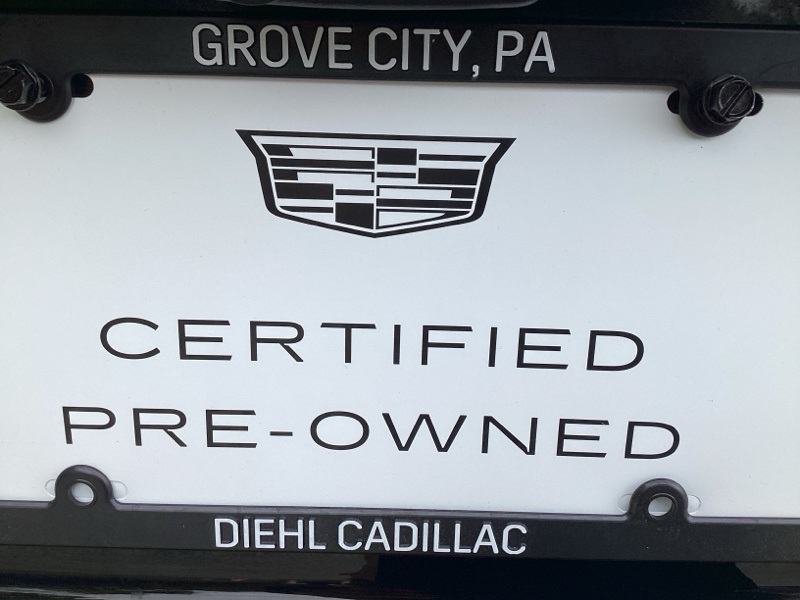 GROVE CITY, PA
CERTIFIED
PRE-OWNED
DIEHL CADILLAC